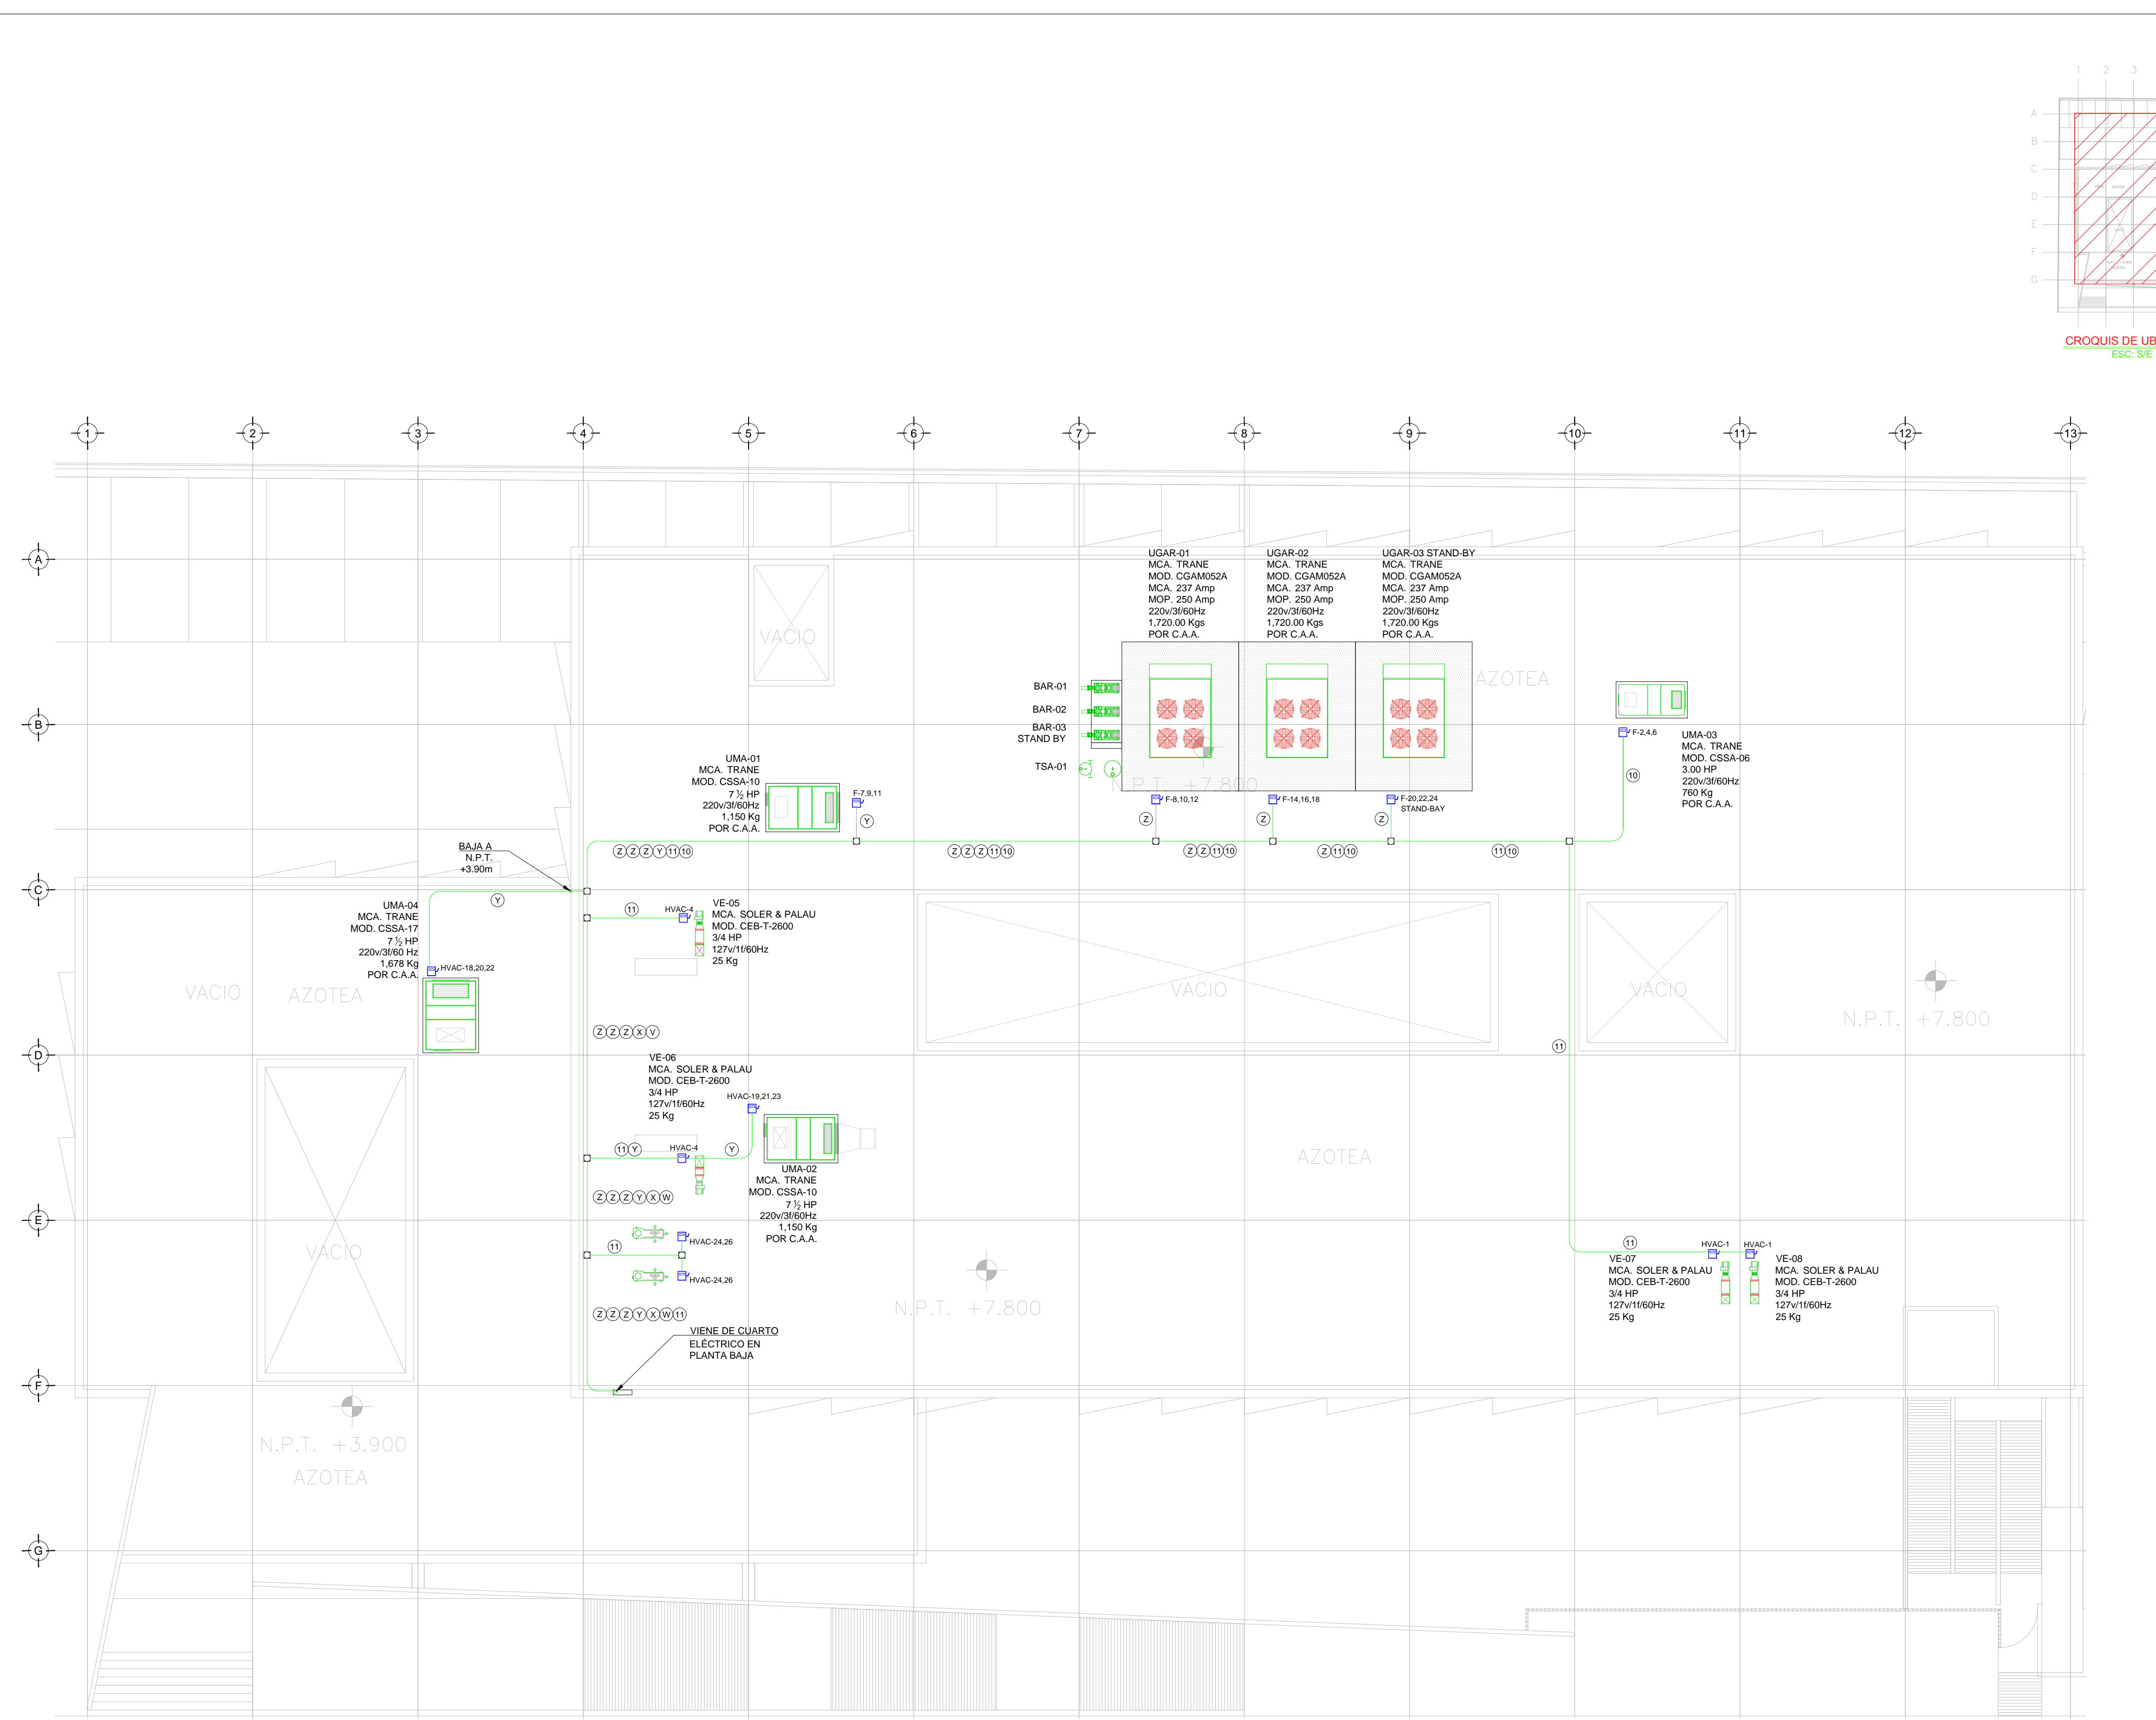 1 2 3
A
B
C
D
E
F
G
CROQUIS DE UB
ESC: S/E
1 2 3 4 5 6 7 8 9 10 11 12 13
A
B
C
D
E
F
G
UGAR-01
MCA. TRANE
MOD. CGAM052A
MCA. 237 Amp
MOP. 250 Amp
220v/3f/60Hz
1,720.00 Kgs
POR C.A.A.
UGAR-02
MCA. TRANE
MOD. CGAM052A
MCA. 237 Amp
MOP. 250 Amp
220v/3f/60Hz
1,720.00 Kgs
POR C.A.A.
UGAR-03 STAND-BY
MCA. TRANE
MOD. CGAM052A
MCA. 237 Amp
MOP. 250 Amp
220v/3f/60Hz
1,720.00 Kgs
POR C.A.A.
VACIO
AZOTEA
BAR-01
BAR-02
BAR-03
STAND BY
TSA-01
N.P.T. +7.800
F-2,4,6
UMA-03
MCA. TRANE
MOD. CSSA-06
3.00 HP
220v/3f/60Hz
760 Kg
POR C.A.A.
10
UMA-01
MCA. TRANE
MOD. CSSA-10
7 ½ HP
220v/3f/60Hz
1,150 Kg
POR C.A.A.
F-7,9,11
Y
F-8,10,12
Z
F-14,16,18
Z
F-20,22,24
STAND-BAY
Z
Z Z Z Y 11 10
Z Z Z 11 10
Z Z 11 10
Z 11 10
11 10
BAJA A
N.P.T.
+3.90m
Y
UMA-04
MCA. TRANE
MOD. CSSA-17
7 ½ HP
220v/3f/60 Hz
1,678 Kg
POR C.A.A.
HVAC-18,20,22
11
HVAC-4
VE-05
MCA. SOLER & PALAU
MOD. CEB-T-2600
3/4 HP
127v/1f/60Hz
25 Kg
VACIO
AZOTEA
VACIO
VACIO
N.P.T. +7.800
Z Z Z X V
11
VE-06
MCA. SOLER & PALAU
MOD. CEB-T-2600
3/4 HP
127v/1f/60Hz
25 Kg
HVAC-19,21,23
11 Y
HVAC-4
Y
UMA-02
MCA. TRANE
MOD. CSSA-10
7 ½ HP
220v/3f/60Hz
1,150 Kg
POR C.A.A.
AZOTEA
Z Z Z Y X W
VACIO
11
HVAC-24,26
HVAC-24,26
11
HVAC-1
HVAC-1
VE-07
MCA. SOLER & PALAU
MOD. CEB-T-2600
3/4 HP
127v/1f/60Hz
25 Kg
VE-08
MCA. SOLER & PALAU
MOD. CEB-T-2600
3/4 HP
127v/1f/60Hz
25 Kg
N.P.T. +7.800
Z Z Z Y X W 11
VIENE DE CUARTO
ELÉCTRICO EN
PLANTA BAJA
N.P.T. +3.900
AZOTEA